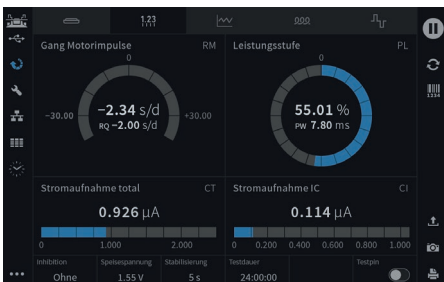 1.23
Gang Motorimpulse RM
0
-30.00
+30.00
-2.34 s/d
RQ -2.00 s/d
Leistungsstufe PL
0
55.01 %
PW 7.80 ms
Stromaufnahme total CT
0.926 µA
0 1.000 2.000
Stromaufnahme IC CI
0.114 µA
0 0.200 0.400 0.600 0.800 1.000
Inhibition Speisespannung Stabilisierung Testdauer Testpin
Ohne 1.55 V 5 s 24:00:00
1234